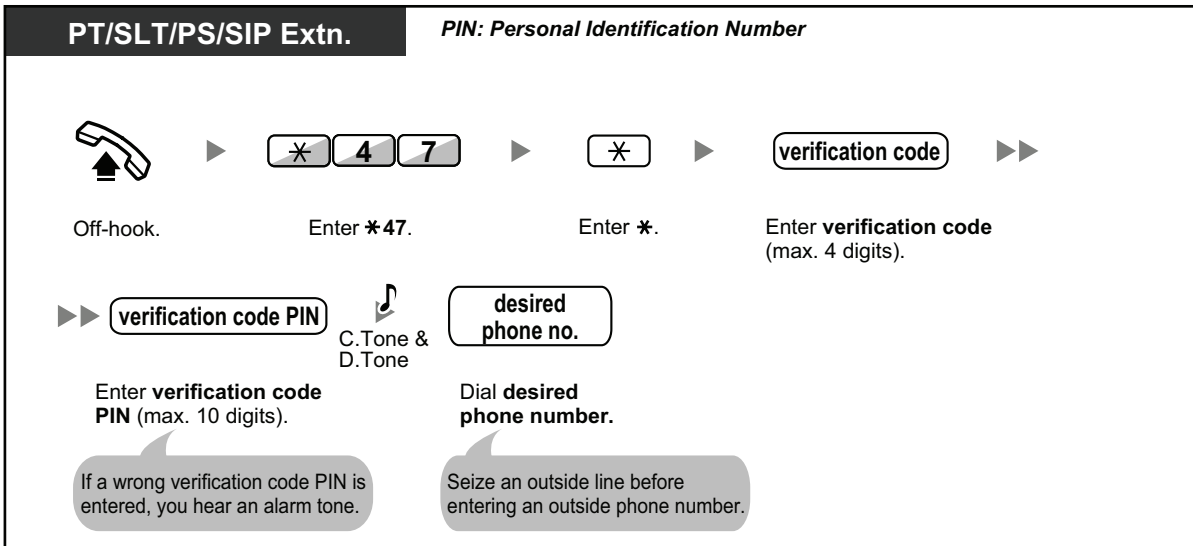 PT/SLT/PS/SIP Extn.
PIN: Personal Identification Number
* 4 7
*
verification code
Off-hook.
Enter *47.
Enter *.
Enter verification code
(max. 4 digits).
verification code PIN
C.Tone &
D.Tone
desired
phone no.
Enter verification code
PIN (max. 10 digits).
Dial desired
phone number.
If a wrong verification code PIN is
entered, you hear an alarm tone.
Seize an outside line before
entering an outside phone number.